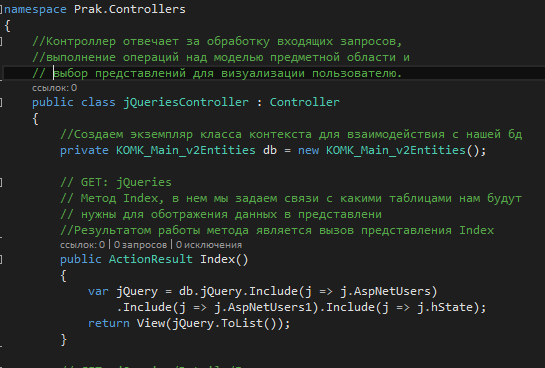 namespace Prak.Controllers
{
//Контроллер отвечает за обработку входящих запросов,
//выполнение операций над моделью предметной области и
// выбор представлений для визуализации пользователю.
ссылок: 0
public class jQueriesController : Controller
{
//Создаем экземпляр класса контекста для взаимодействия с нашей бд
private KOMK_Main_v2Entities db = new KOMK_Main_v2Entities();
// GET: jQueries
// Метод Index, в нем мы задаем связи с какими таблицами нам будут
// нужны для оботражения данных в представлени
//Результатом работы метода является вызов представления Index
ссылок: 0 | 0 запросов | 0 исключения
public ActionResult Index()
{
var jQuery = db.jQuery.Include(j => j.AspNetUsers)
.Include(j => j.AspNetUsers1).Include(j => j.hState);
return View(jQuery.ToList());
}